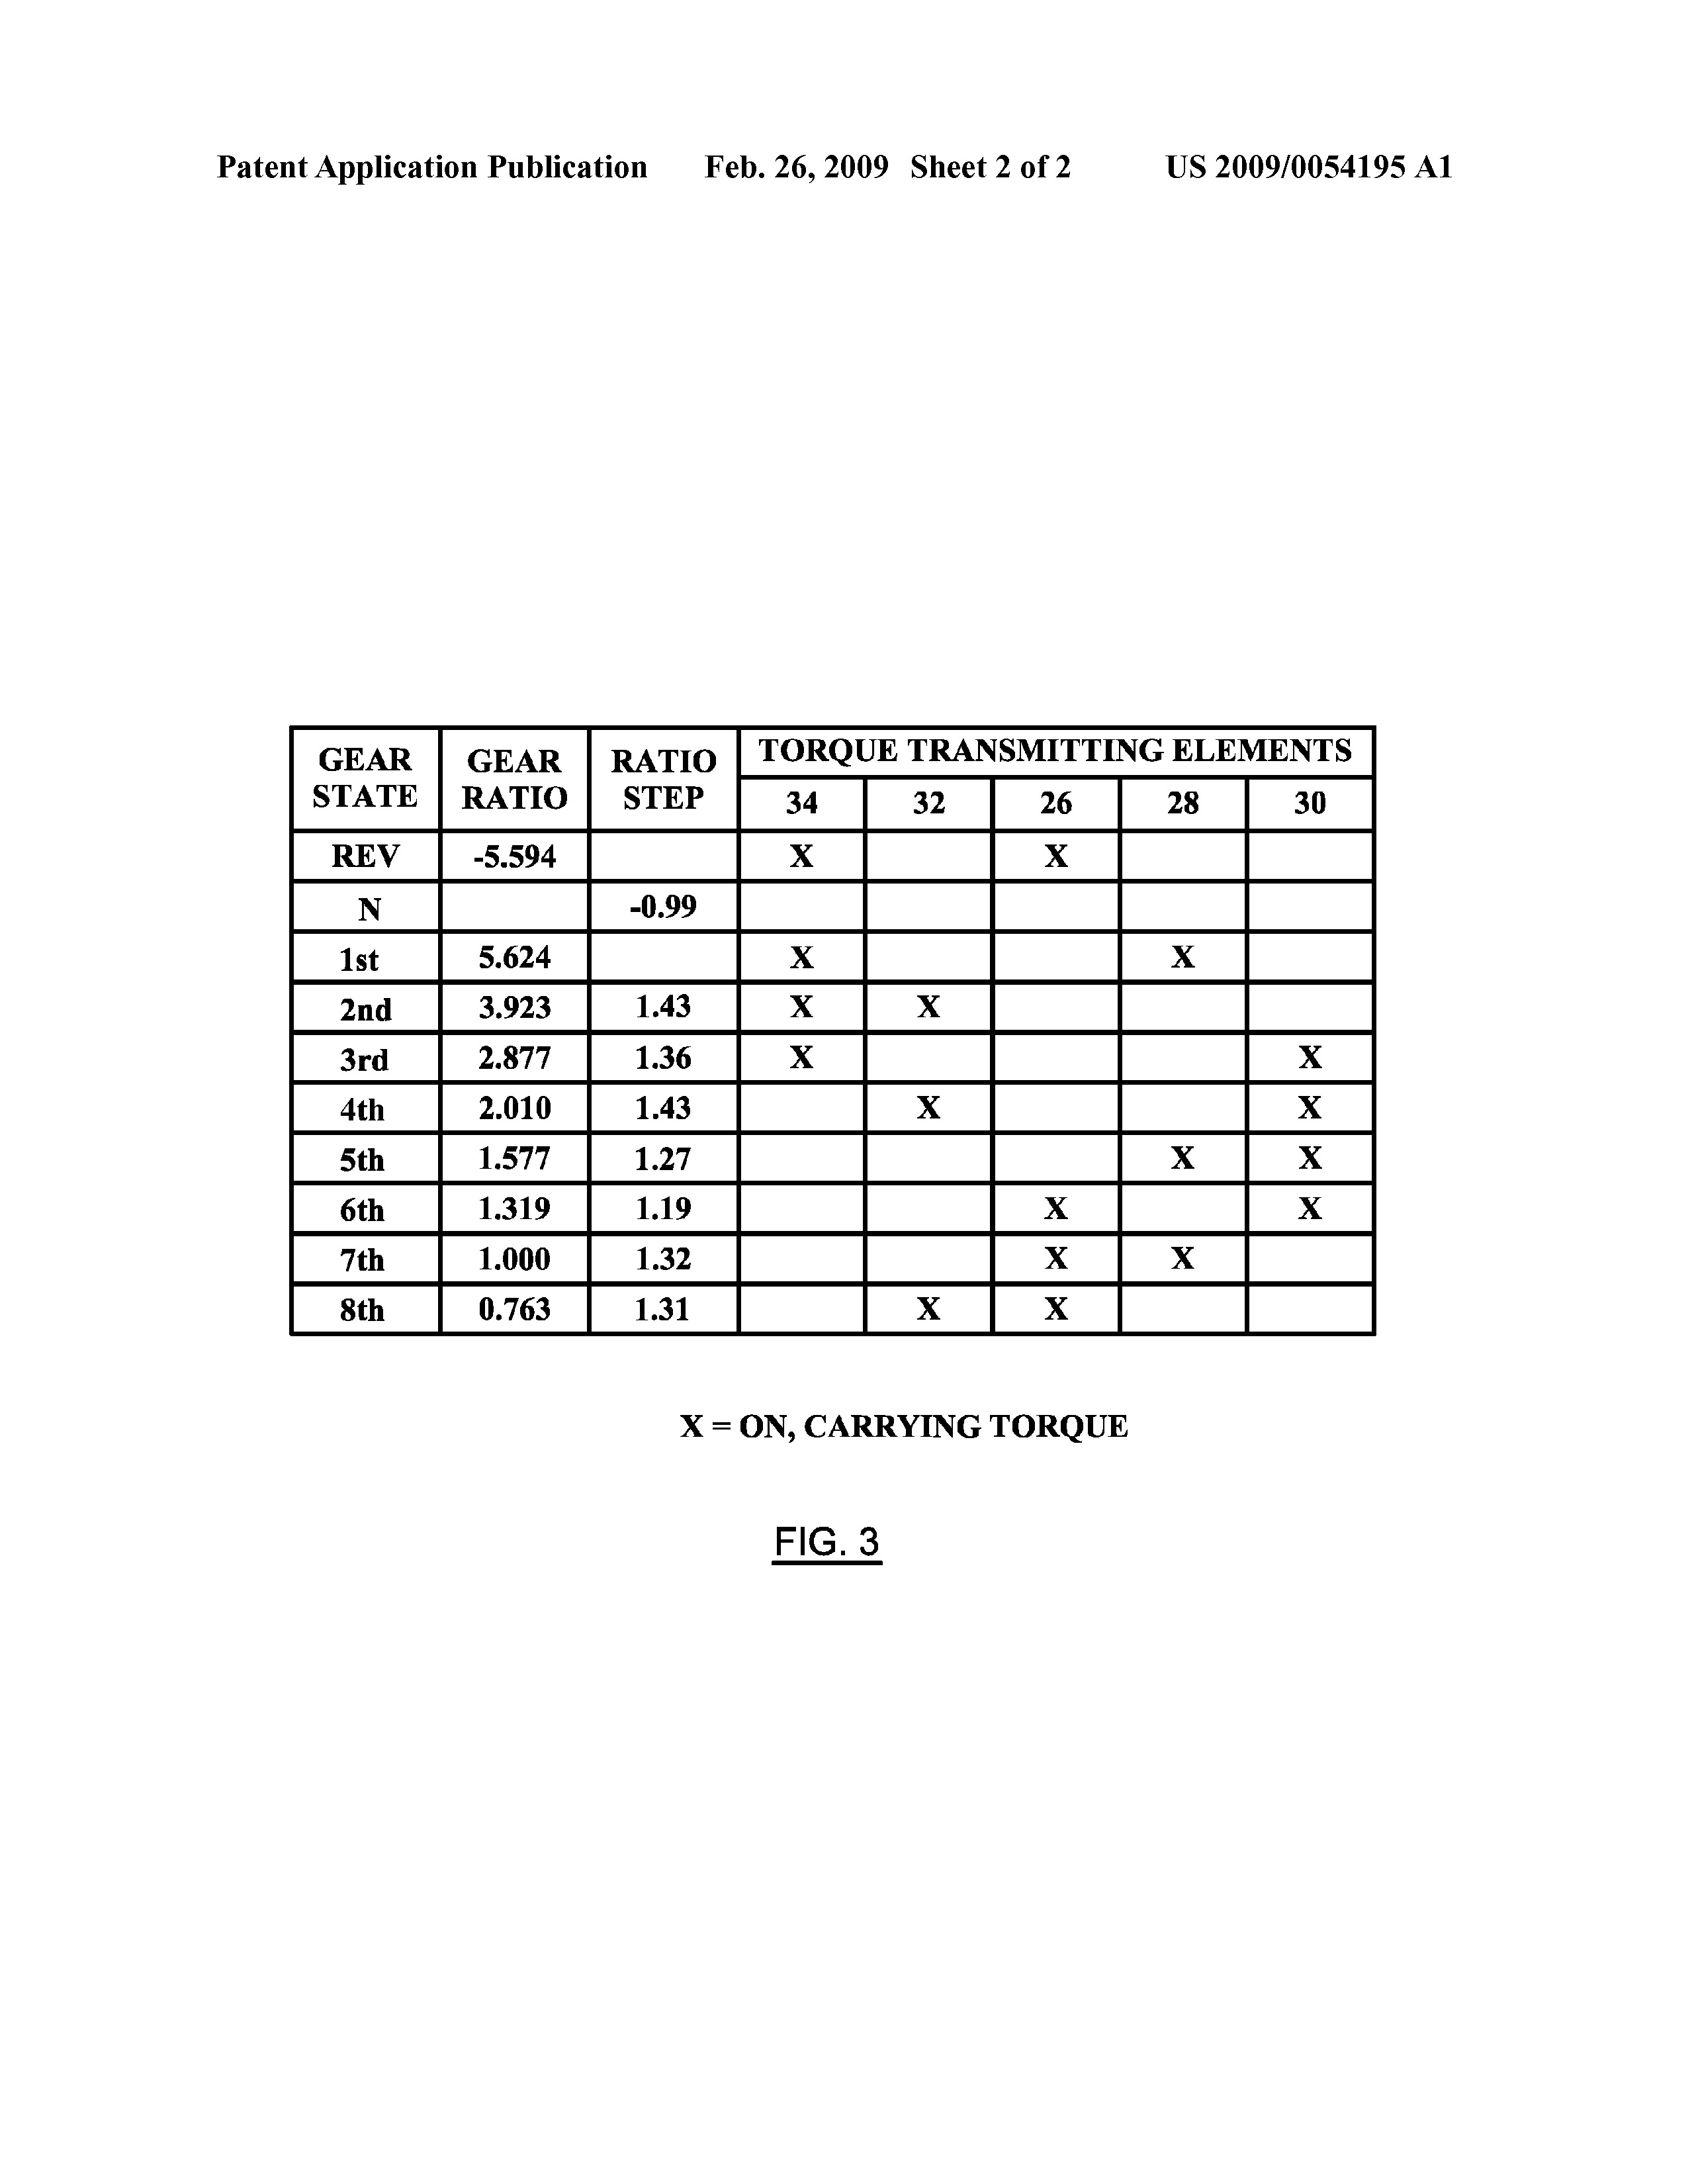 Patent Application Publication Feb. 26, 2009 Sheet 2 of 2 US 2009/0054195 A1
GEAR STATE GEAR RATIO RATIO STEP TORQUE TRANSMITTING ELEMENTS
34 32 26 28 30
REV -5.594 X X
N -0.99
1st 5.624 X X
2nd 3.923 1.43 X X
3rd 2.877 1.36 X X
4th 2.010 1.43 X X
5th 1.577 1.27 X X
6th 1.319 1.19 X X
7th 1.000 1.32 X X
8th 0.763 1.31 X X
X = ON, CARRYING TORQUE
FIG. 3